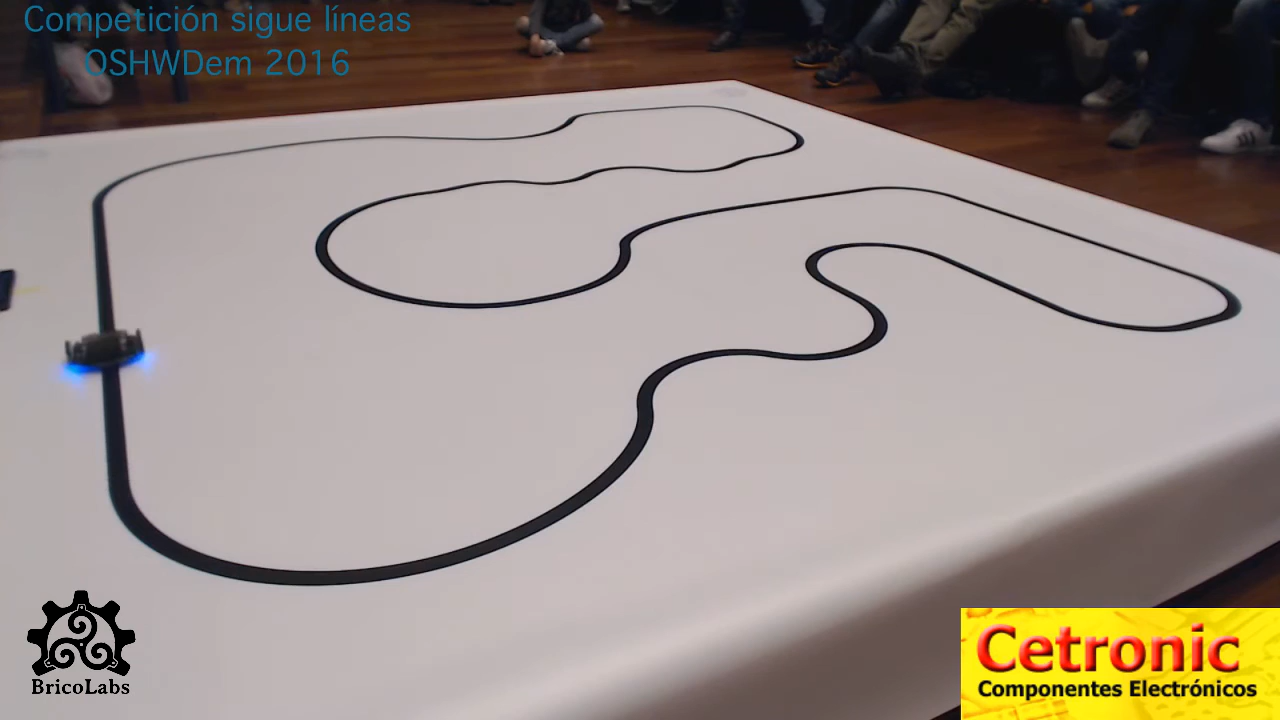 Competición sigue líneas
OSHWDem 2016
BricoLabs
Cetronic
Componentes Electrónicos